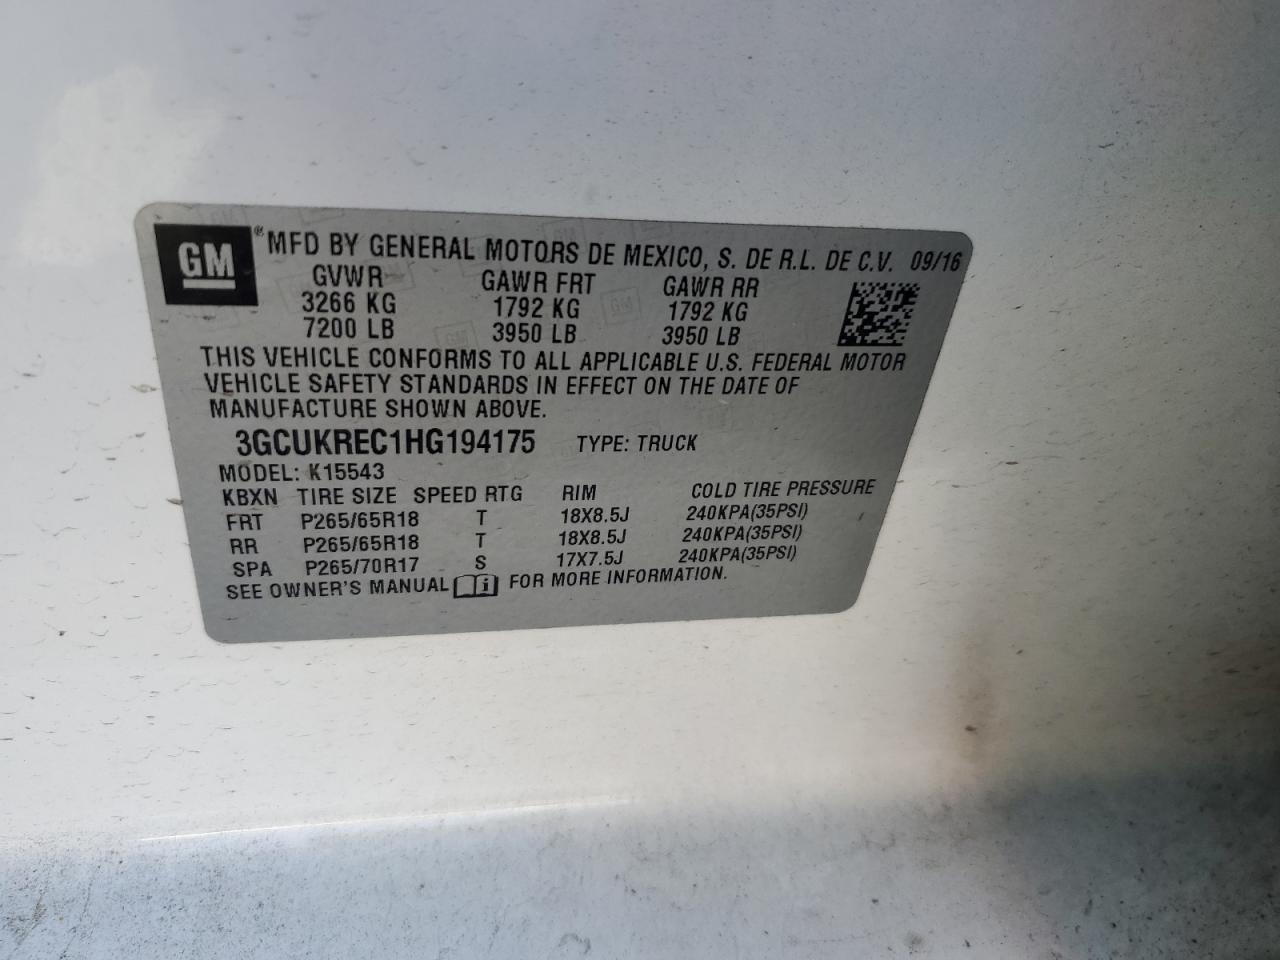 GM ® MFD BY GENERAL MOTORS DE MEXICO, S. DE R.L. DE C.V. 09/16
GVWR GAWR FRT GAWR RR
3266 KG 1792 KG 1792 KG
7200 LB 3950 LB 3950 LB
THIS VEHICLE CONFORMS TO ALL APPLICABLE U.S. FEDERAL MOTOR
VEHICLE SAFETY STANDARDS IN EFFECT ON THE DATE OF
MANUFACTURE SHOWN ABOVE.
3GCUKREC1HG194175 TYPE: TRUCK
MODEL: K15543
KBXN TIRE SIZE SPEED RTG RIM COLD TIRE PRESSURE
FRT P265/65R18 T 18X8.5J 240KPA(35PSI)
RR P265/65R18 T 18X8.5J 240KPA(35PSI)
SPA P265/70R17 S 17X7.5J 240KPA(35PSI)
SEE OWNER'S MANUAL i FOR MORE INFORMATION.